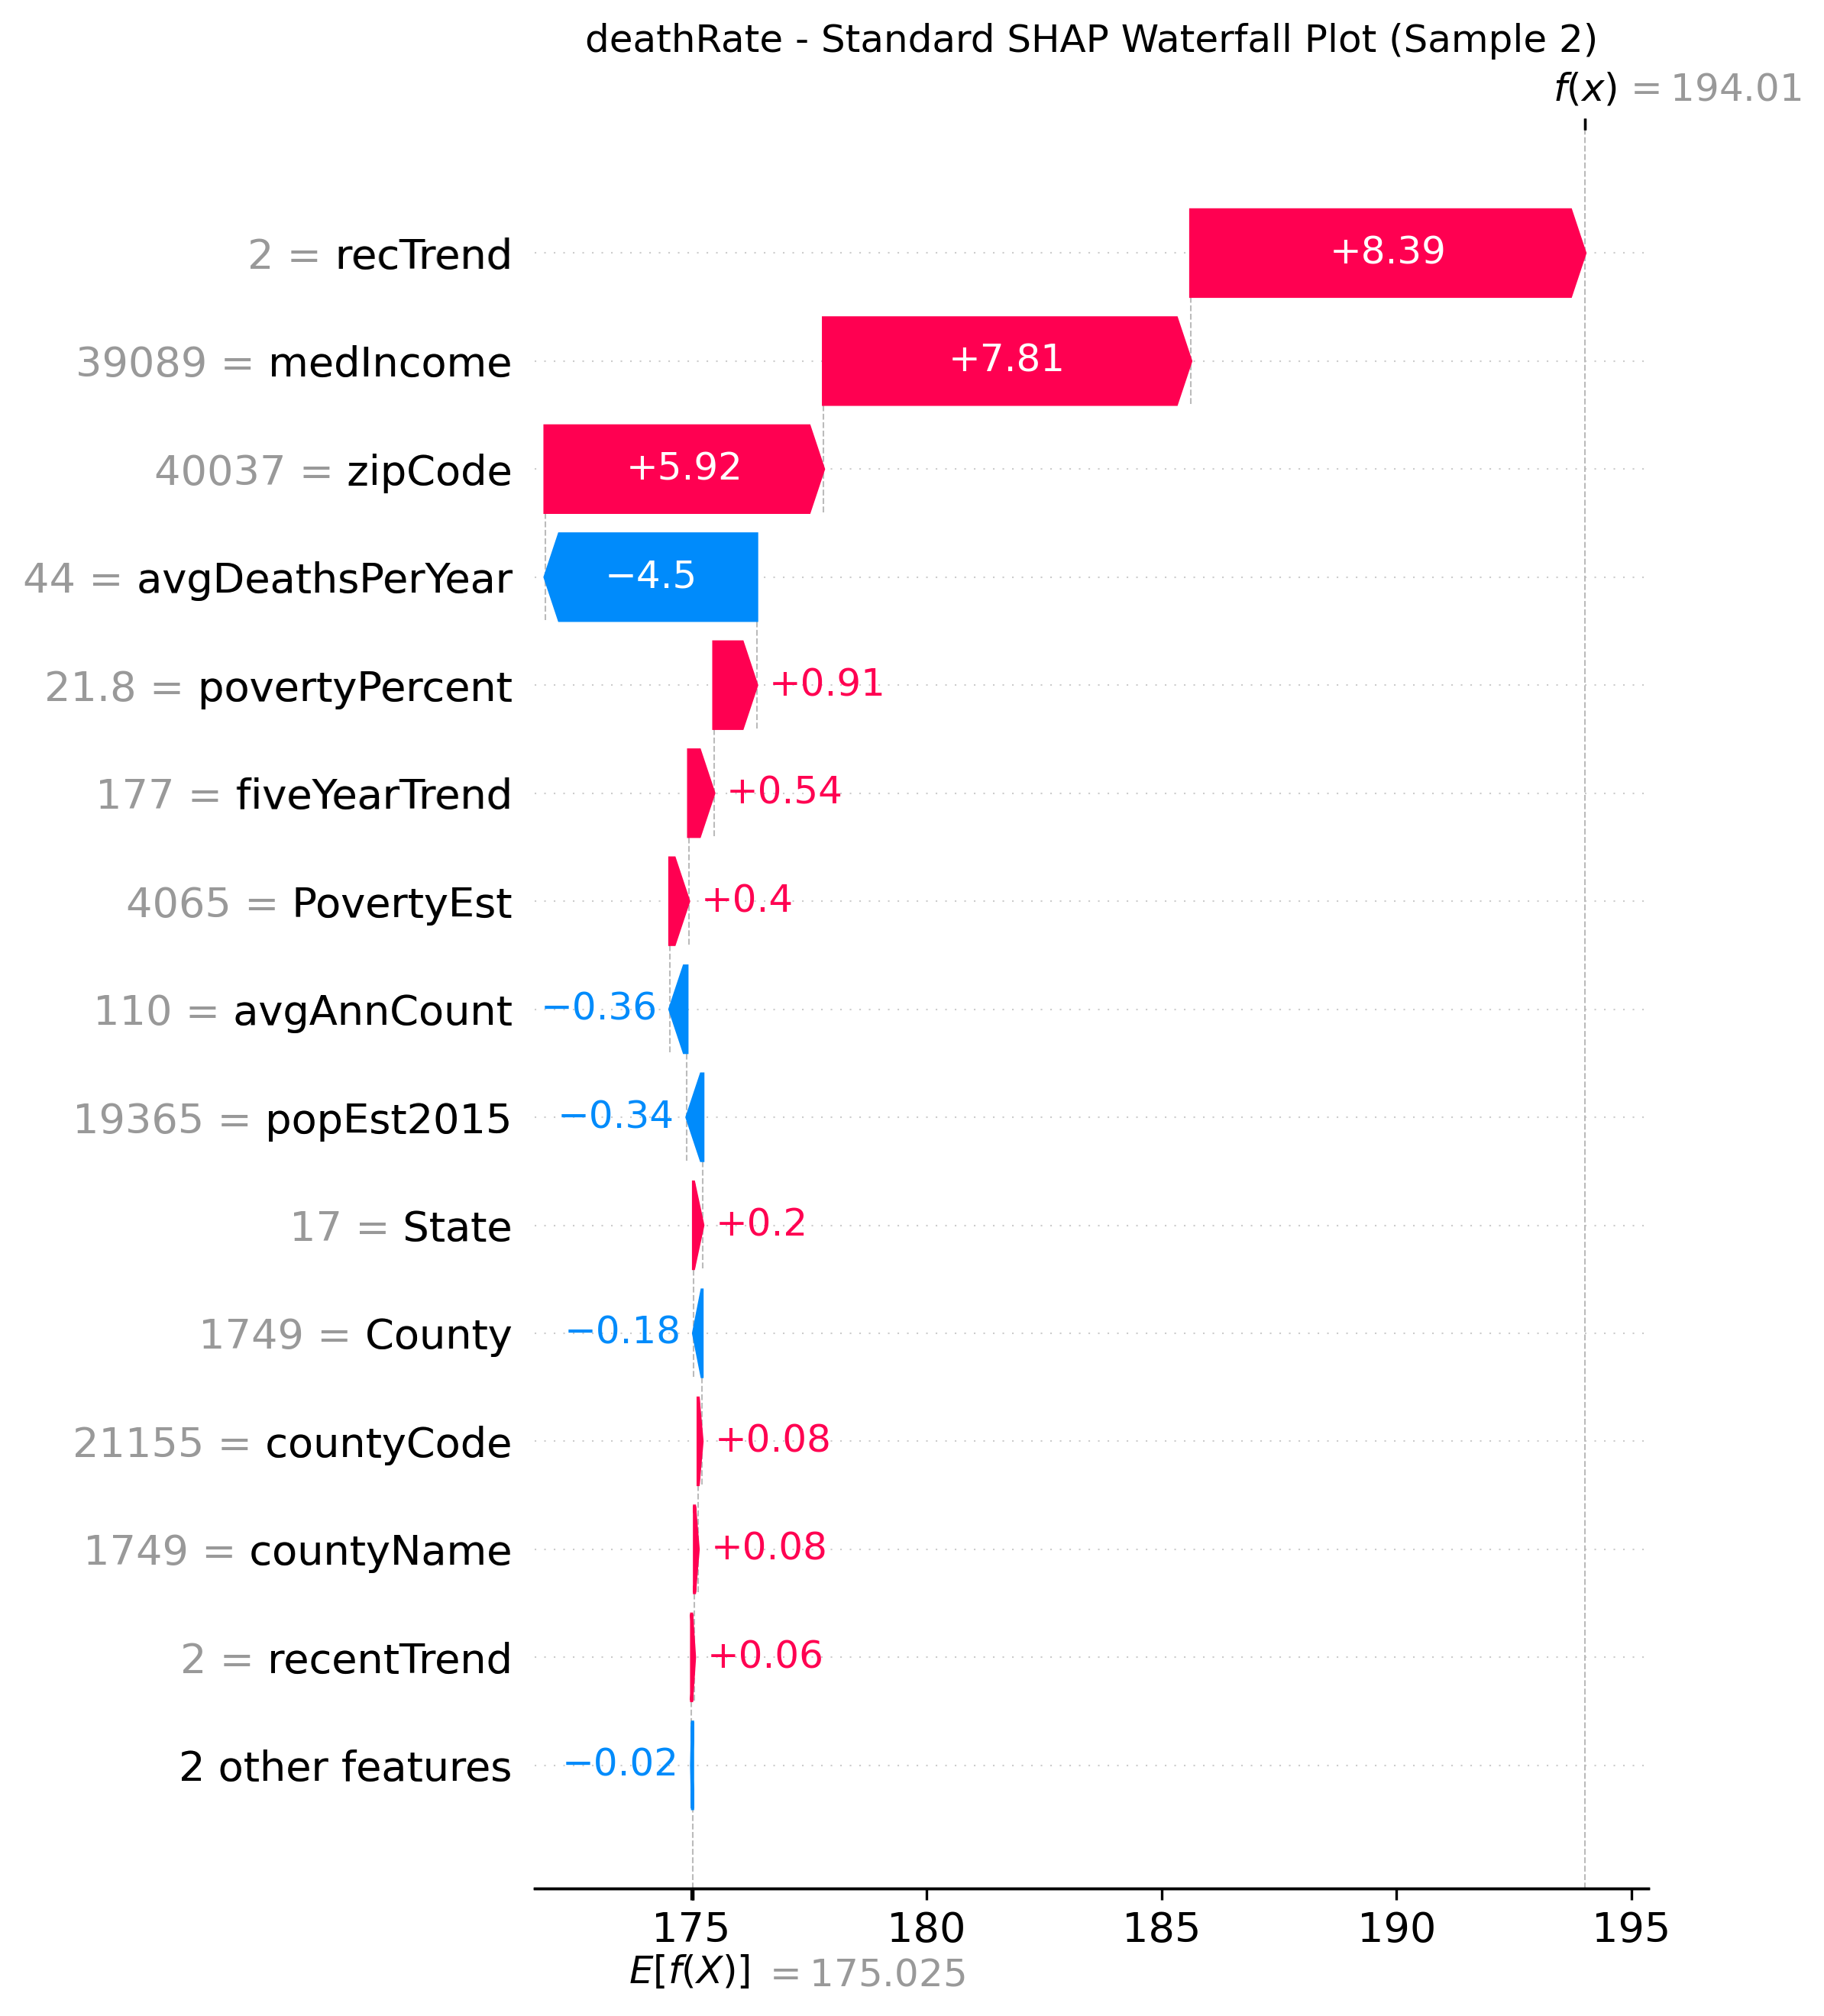 deathRate - Standard SHAP Waterfall Plot (Sample 2)
f(x) = 194.01
2 = recTrend +8.39
39089 = medIncome +7.81
40037 = zipCode +5.92
44 = avgDeathsPerYear −4.5
21.8 = povertyPercent +0.91
177 = fiveYearTrend +0.54
4065 = PovertyEst +0.4
110 = avgAnnCount −0.36
19365 = popEst2015 −0.34
17 = State +0.2
1749 = County −0.18
21155 = countyCode +0.08
1749 = countyName +0.08
2 = recentTrend +0.06
2 other features −0.02
175 180 185 190 195
E[f(X)] = 175.025